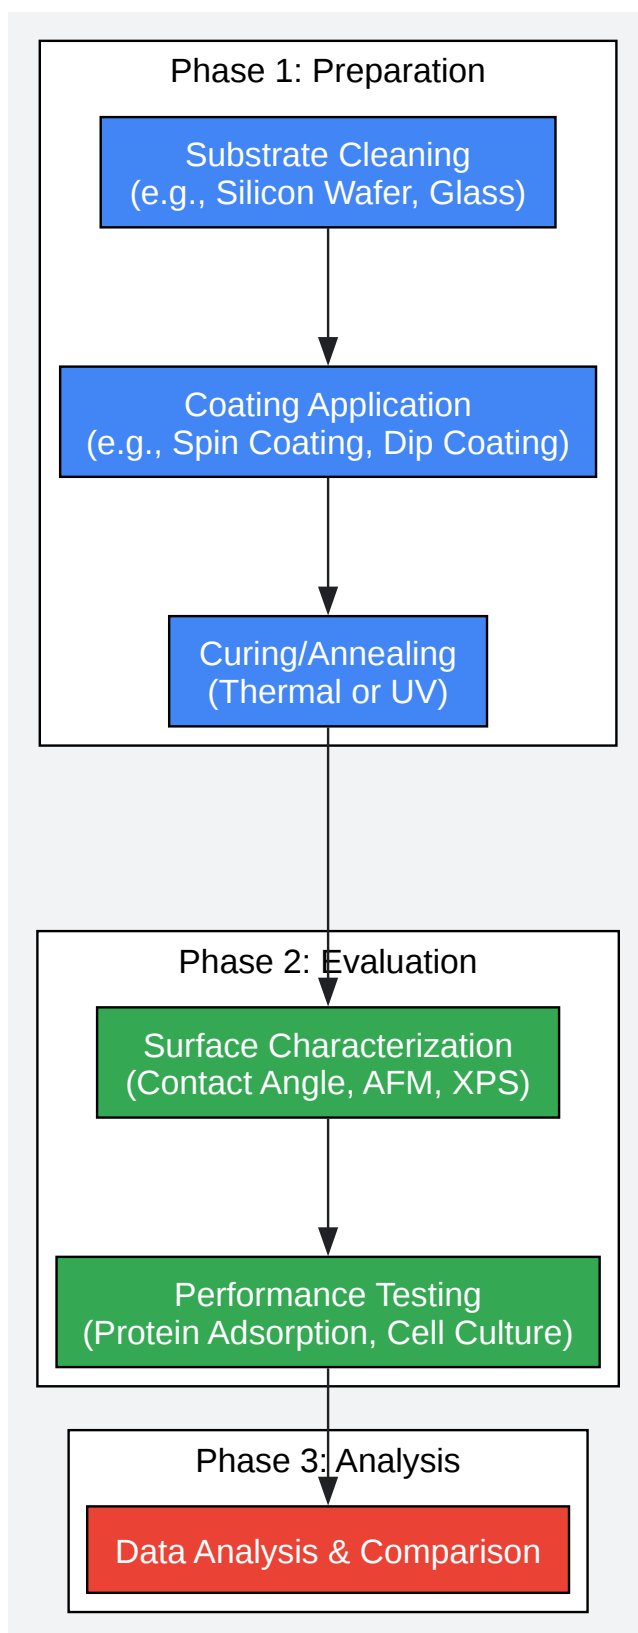 Phase 1: Preparation
Substrate Cleaning
(e.g., Silicon Wafer, Glass)
Coating Application
(e.g., Spin Coating, Dip Coating)
Curing/Annealing
(Thermal or UV)
Phase 2: Evaluation
Surface Characterization
(Contact Angle, AFM, XPS)
Performance Testing
(Protein Adsorption, Cell Culture)
Phase 3: Analysis
Data Analysis & Comparison